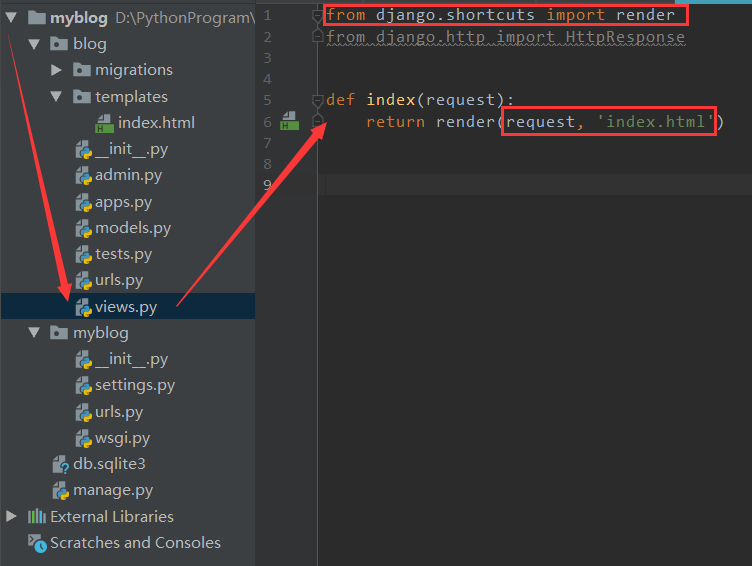 myblog D:\PythonProgram\
blog
migrations
templates
index.html
__init__.py
admin.py
apps.py
models.py
tests.py
urls.py
views.py
myblog
__init__.py
settings.py
urls.py
wsgi.py
db.sqlite3
manage.py
External Libraries
Scratches and Consoles
1 from django.shortcuts import render
2 from django.http import HttpResponse
3
4
5 def index(request):
6 return render(request, 'index.html')
7
8
9